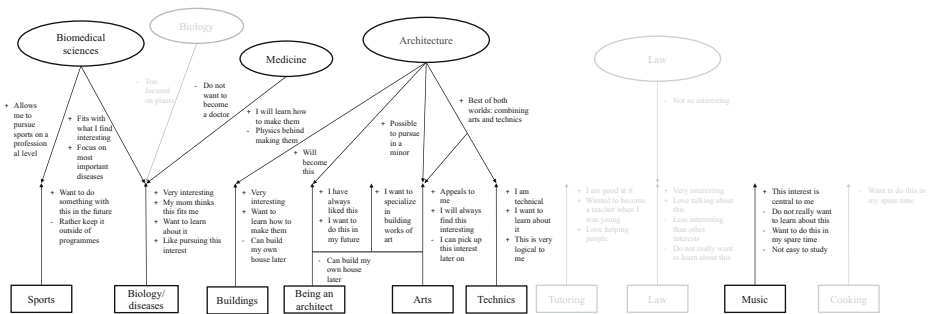 Biomedical
sciences
Biology
Medicine
Architecture
Law
- Too
focused
on plants
- Do not
want to
become
a doctor
+ Allows
me to
pursue
sports on a
profession
al level
+ Fits with
what I find
interesting
+ Focus on
most
important
diseases
+ I will learn how
to make them
- Physics behind
making them
+ Will
become
this
+ Possible
to pursue
in a
minor
+ Best of both
worlds: combining
arts and technics
- Not so interesting
+ Want to do
something with
this in the future
- Rather keep it
outside of
programmes
+ Very interesting
+ My mom thinks
this fits me
+ Want to learn
about it
+ Like pursuing this
interest
+ Very
interesting
+ Want to
learn how to
make them
- Can build
my own
house later
+ I have
always
liked this
+ I want to
do this in
my future
+ I want to
specialize
in
building
works of
art
- Can build my
own house
later
+ Appeals to
me
+ I will always
find this
interesting
- I can pick up
this interest
later on
+ I am
technical
+ I want to
learn about
it
+ This is very
logical to
me
+ I am good at it
+ Wanted to become
a teacher when I
was young
+ Love helping
people
+ Very interesting
+ Love talking about
this
- Less interesting
than other
interests
- Do not really want
to learn about this
+ This interest is
central to me
- Do not really want
to learn about this
- Want to do this in
my spare time
- Not easy to study
- Want to do this in
my spare time
Sports
Biology/
diseases
Buildings
Being an
architect
Arts
Technics
Tutoring
Law
Music
Cooking